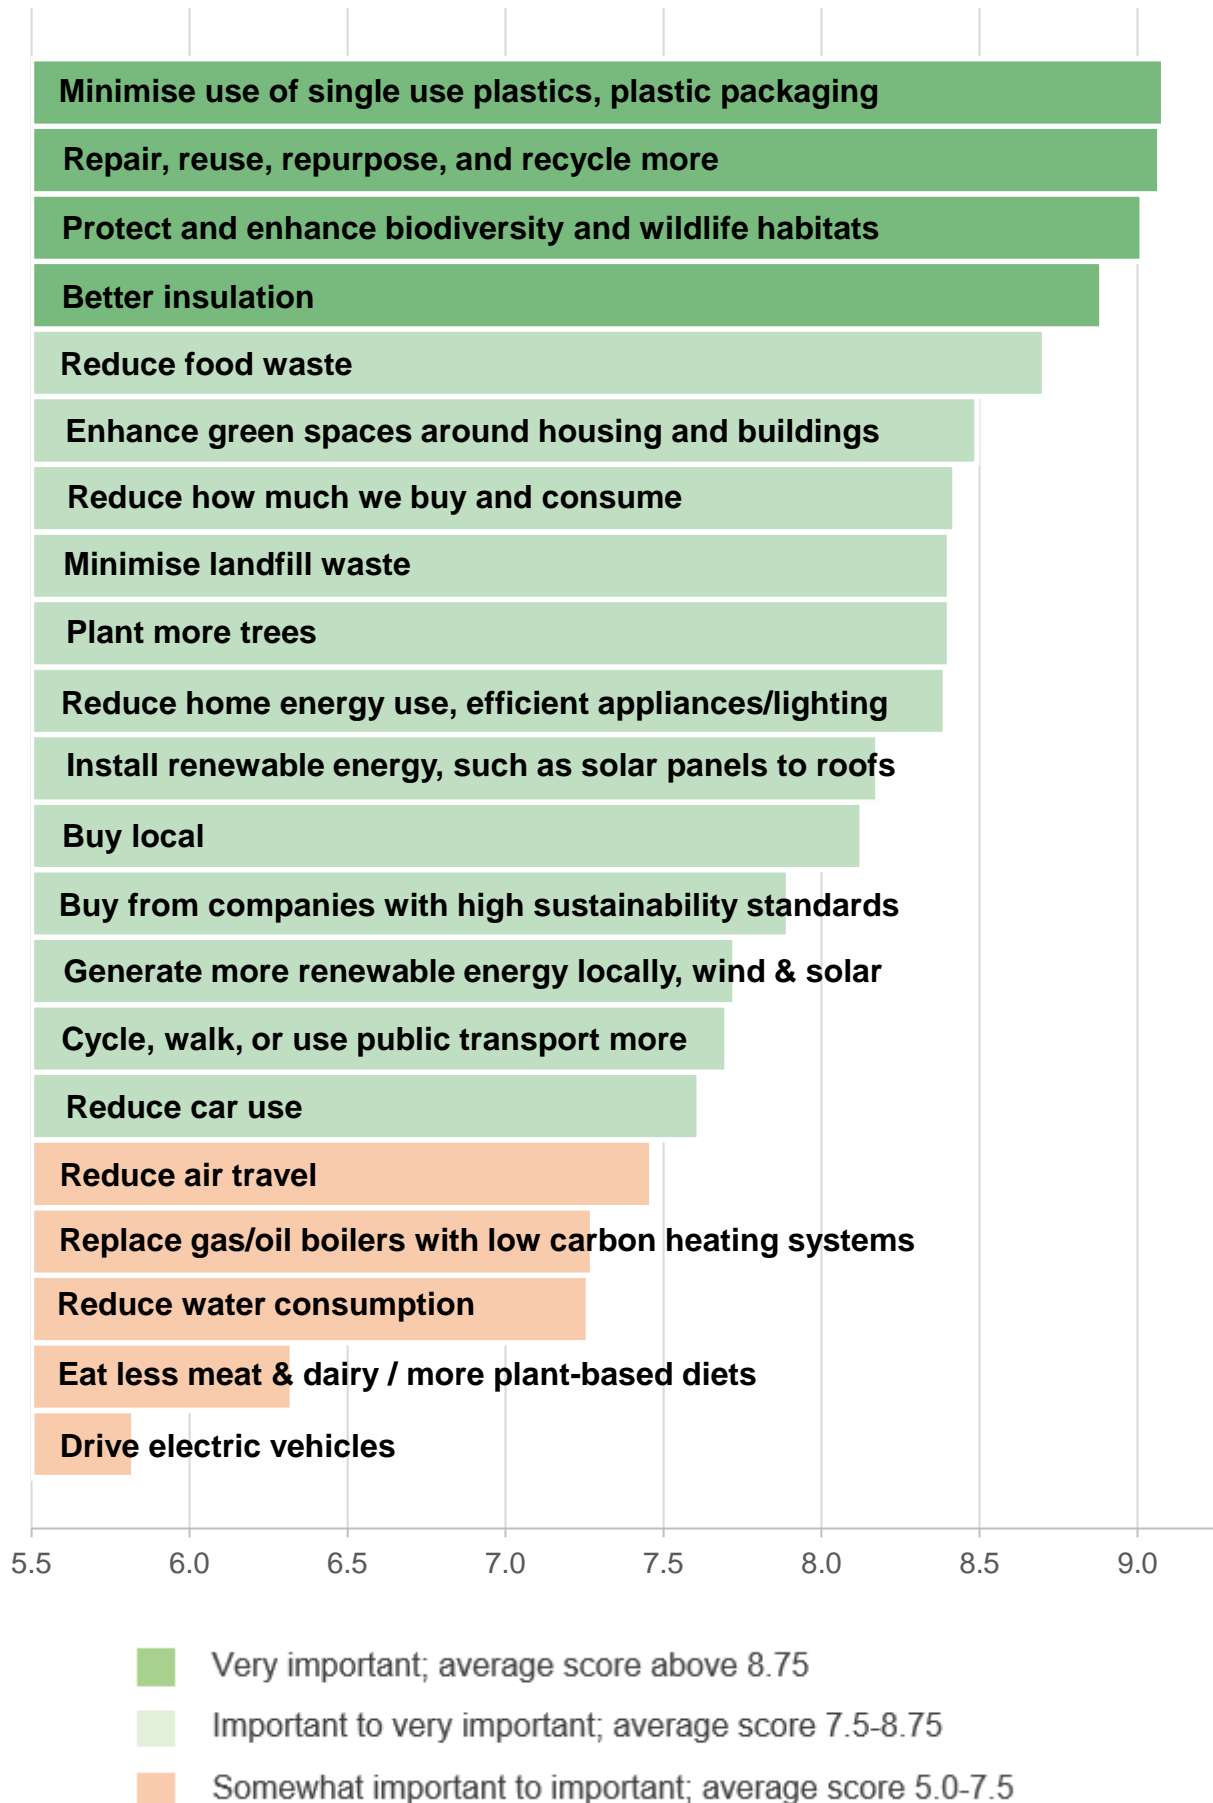 Minimise use of single use plastics, plastic packaging
Repair, reuse, repurpose, and recycle more
Protect and enhance biodiversity and wildlife habitats
Better insulation
Reduce food waste
Enhance green spaces around housing and buildings
Reduce how much we buy and consume
Minimise landfill waste
Plant more trees
Reduce home energy use, efficient appliances/lighting
Install renewable energy, such as solar panels to roofs
Buy local
Buy from companies with high sustainability standards
Generate more renewable energy locally, wind & solar
Cycle, walk, or use public transport more
Reduce car use
Reduce air travel
Replace gas/oil boilers with low carbon heating systems
Reduce water consumption
Eat less meat & dairy / more plant-based diets
Drive electric vehicles
5.5 6.0 6.5 7.0 7.5 8.0 8.5 9.0
Very important; average score above 8.75
Important to very important; average score 7.5-8.75
Somewhat important to important; average score 5.0-7.5